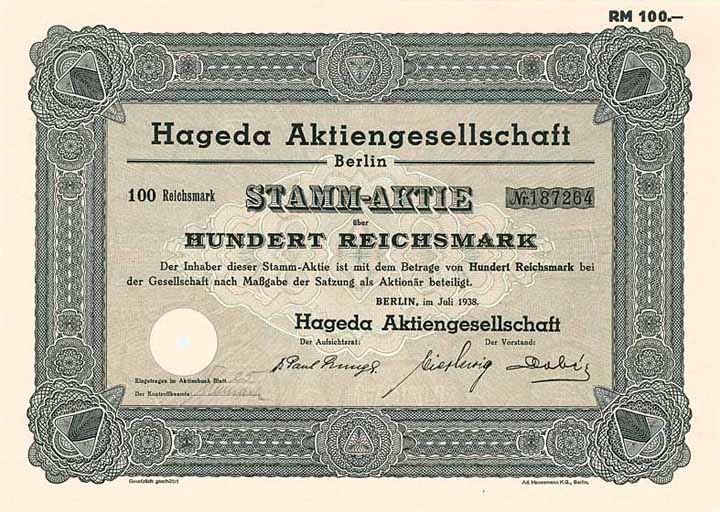 RM 100.—
Hageda Aktiengesellschaft
Berlin
100 Reichsmark STAMM-AKTIE Nr. 187264
über
HUNDERT REICHSMARK
Der Inhaber dieser Stamm-Aktie ist mit dem Betrage von Hundert Reichsmark bei
der Gesellschaft nach Maßgabe der Satzung als Aktionär beteiligt.
BERLIN, im Juli 1938.
Hageda Aktiengesellschaft
Der Aufsichtsrat: Der Vorstand:
Eingetragen im Aktienbuch Blatt
Der Kontrollbeamte:
Gesetzlich geschützt Ad. Heinzemann K.G., Berlin.